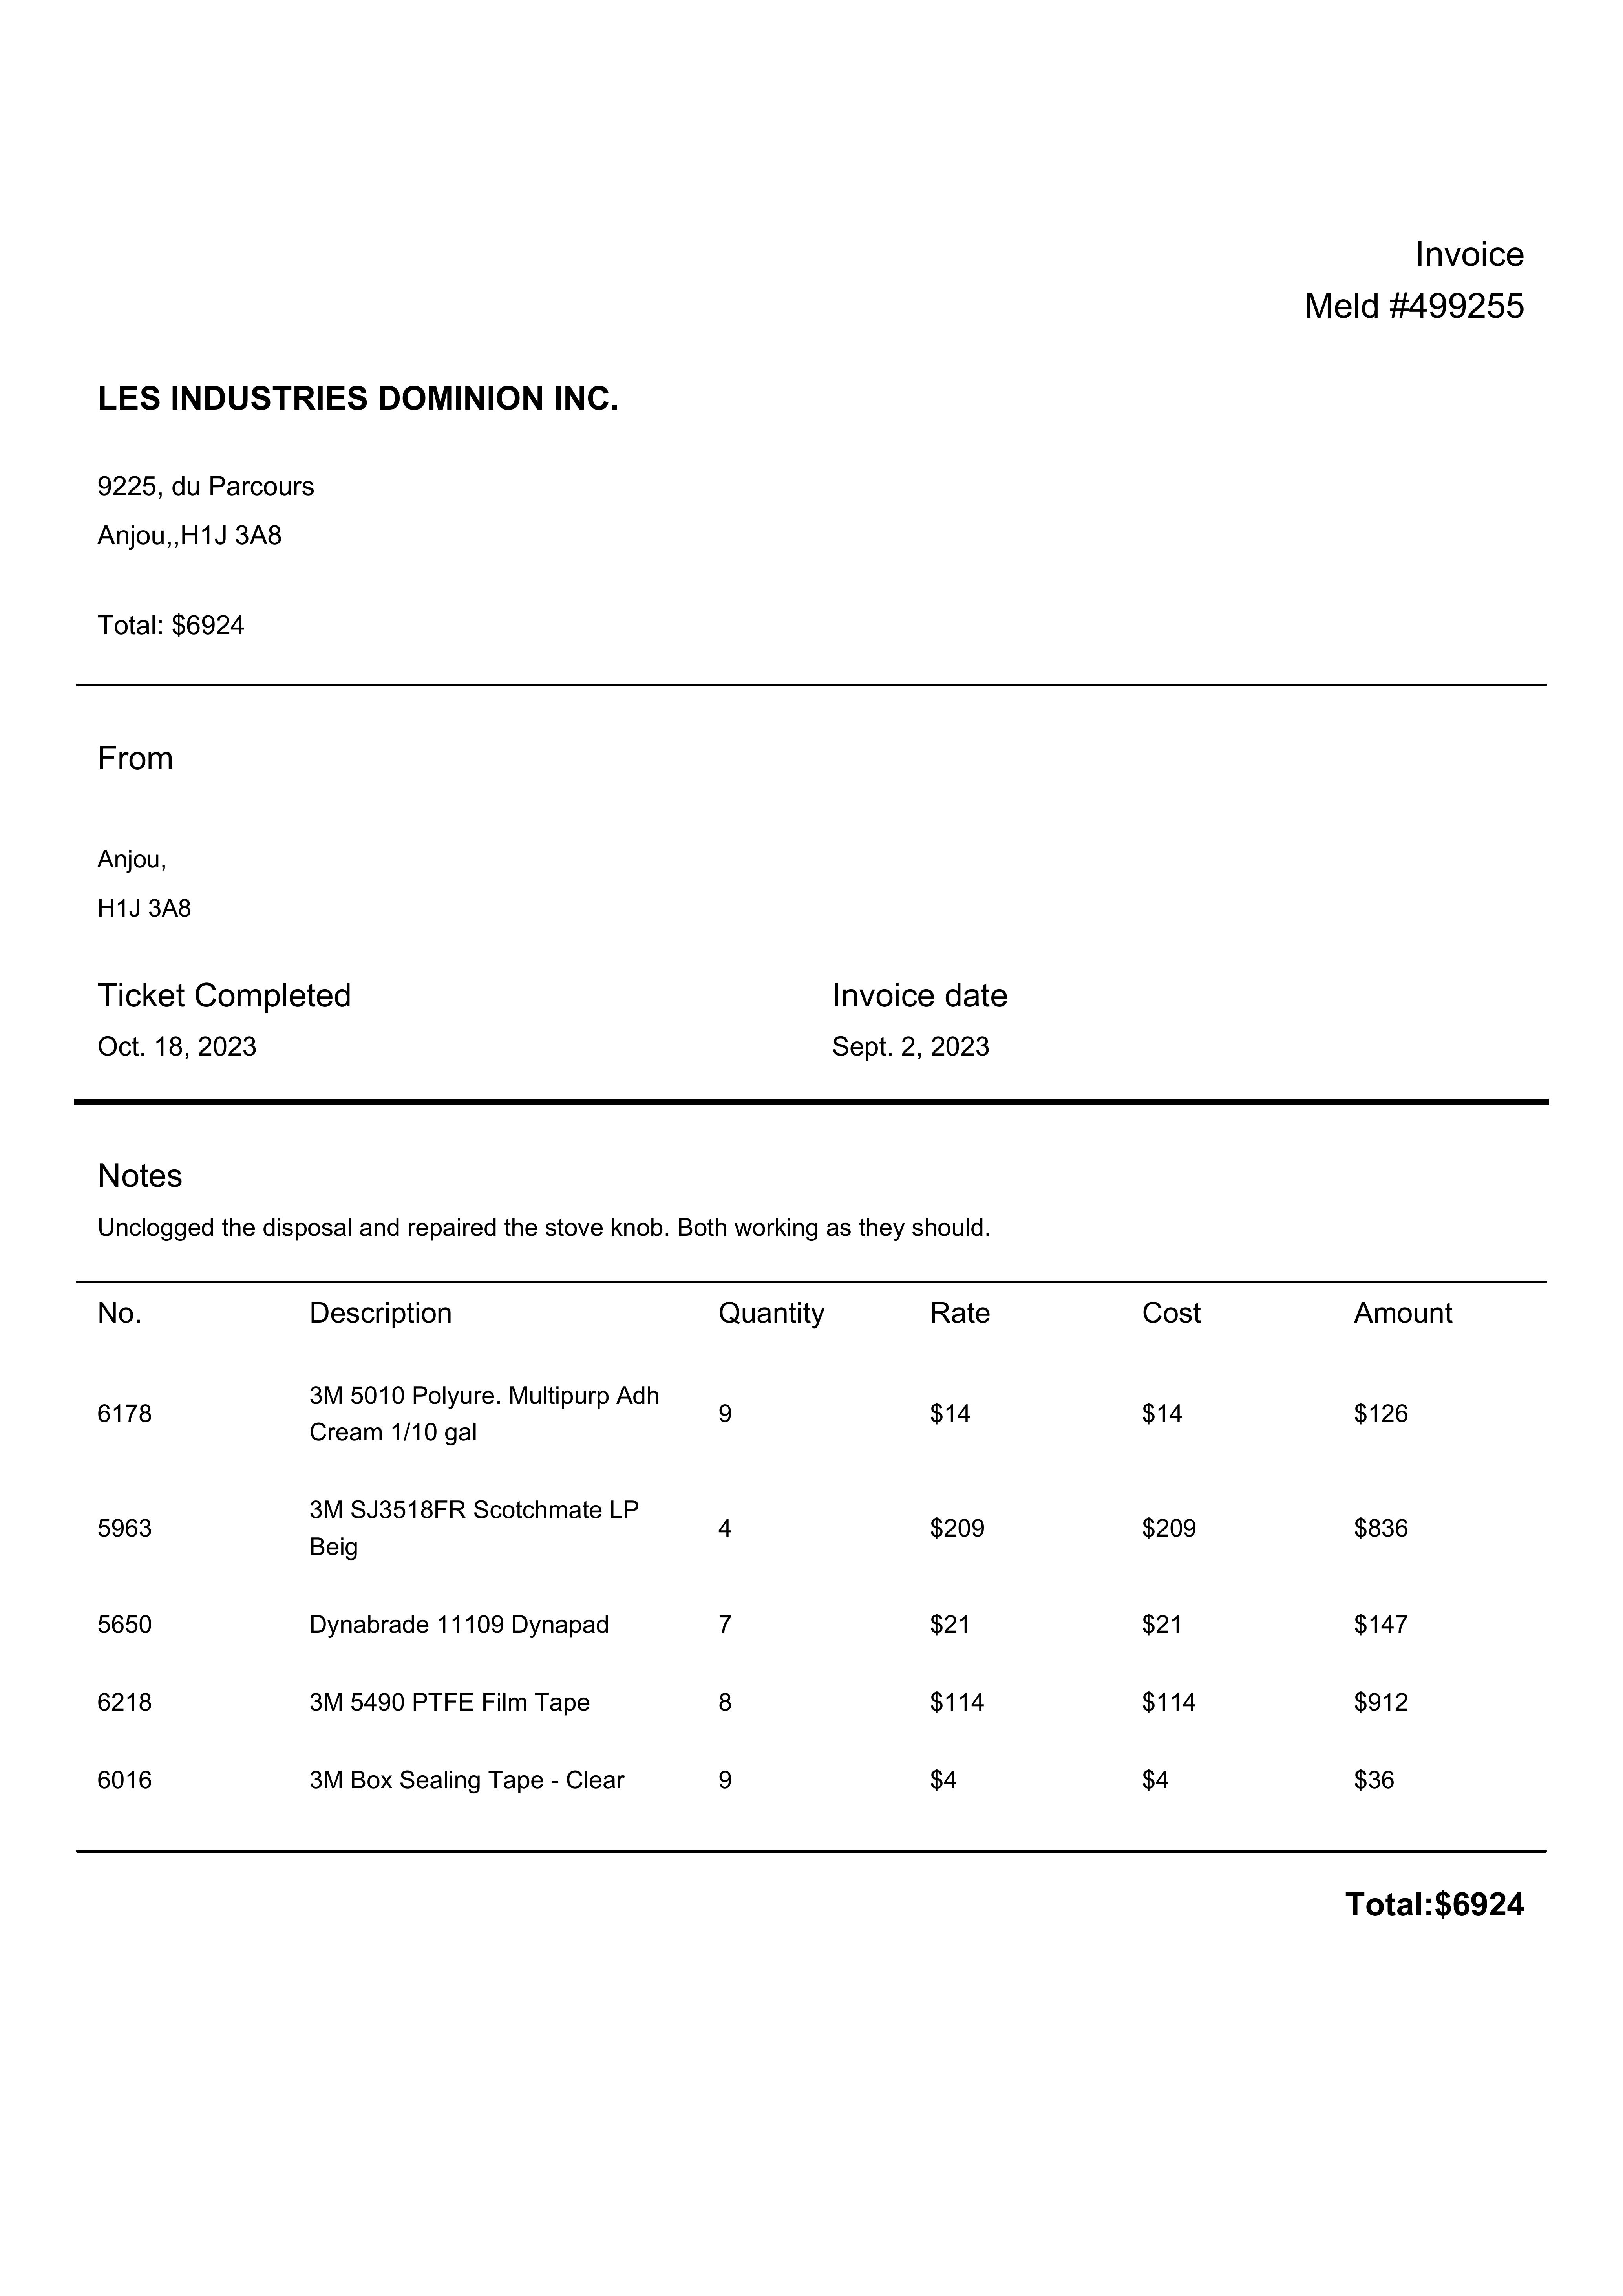 Invoice
Meld #499255
LES INDUSTRIES DOMINION INC.
9225, du Parcours
Anjou,,H1J 3A8
Total: $6924
From
Anjou,
H1J 3A8
Ticket Completed Invoice date
Oct. 18, 2023 Sept. 2, 2023
Notes
Unclogged the disposal and repaired the stove knob. Both working as they should.
No. Description Quantity Rate Cost Amount
6178 3M 5010 Polyure. Multipurp Adh 9 $14 $14 $126
Cream 1/10 gal
5963 3M SJ3518FR Scotchmate LP 4 $209 $209 $836
Beig
5650 Dynabrade 11109 Dynapad 7 $21 $21 $147
6218 3M 5490 PTFE Film Tape 8 $114 $114 $912
6016 3M Box Sealing Tape - Clear 9 $4 $4 $36
Total:$6924